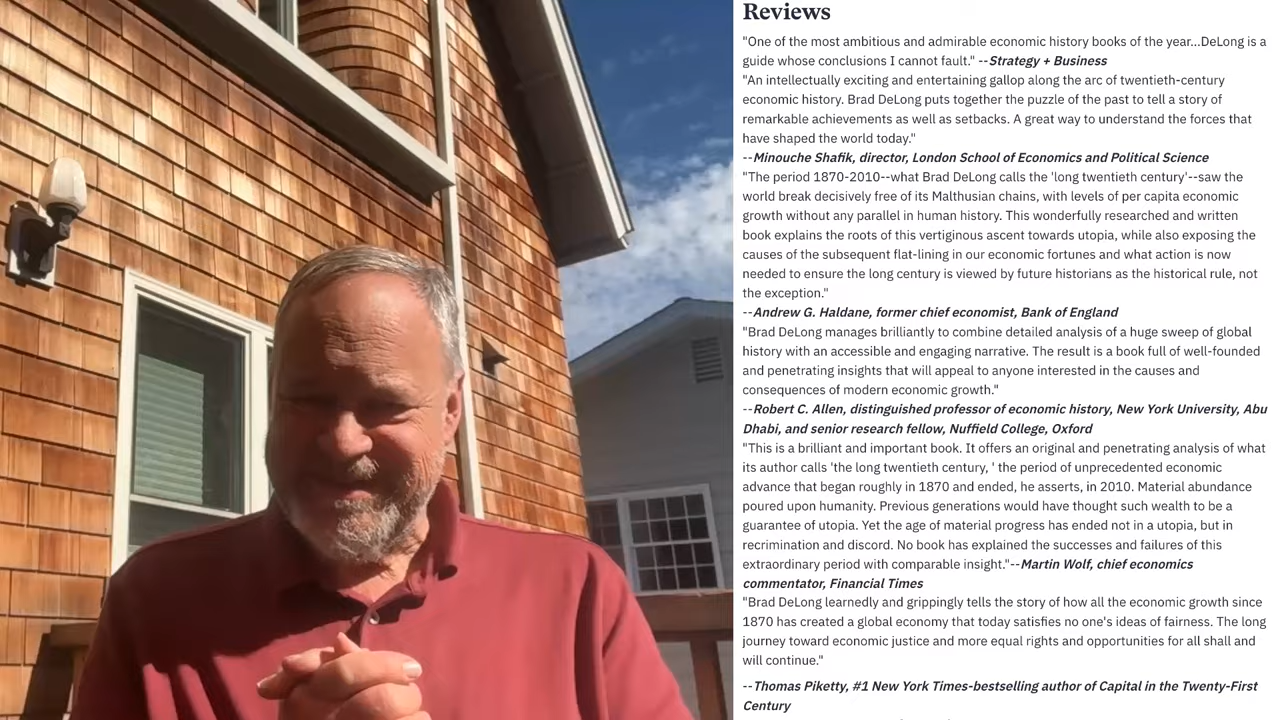 Reviews
"One of the most ambitious and admirable economic history books of the year...DeLong is a
guide whose conclusions I cannot fault." --Strategy + Business
"An intellectually exciting and entertaining gallop along the arc of twentieth-century
economic history. Brad DeLong puts together the puzzle of the past to tell a story of
remarkable achievements as well as setbacks. A great way to understand the forces that
have shaped the world today."
--Minouche Shafik, director, London School of Economics and Political Science
"The period 1870-2010--what Brad DeLong calls the 'long twentieth century'--saw the
world break decisively free of its Malthusian chains, with levels of per capita economic
growth without any parallel in human history. This wonderfully researched and written
book explains the roots of this vertiginous ascent towards utopia, while also exposing the
causes of the subsequent flat-lining in our economic fortunes and what action is now
needed to ensure the long century is viewed by future historians as the historical rule, not
the exception."
--Andrew G. Haldane, former chief economist, Bank of England
"Brad DeLong manages brilliantly to combine detailed analysis of a huge sweep of global
history with an accessible and engaging narrative. The result is a book full of well-founded
and penetrating insights that will appeal to anyone interested in the causes and
consequences of modern economic growth."
--Robert C. Allen, distinguished professor of economic history, New York University, Abu
Dhabi, and senior research fellow, Nuffield College, Oxford
"This is a brilliant and important book. It offers an original and penetrating analysis of what
its author calls 'the long twentieth century, ' the period of unprecedented economic
advance that began roughly in 1870 and ended, he asserts, in 2010. Material abundance
poured upon humanity. Previous generations would have thought such wealth to be a
guarantee of utopia. Yet the age of material progress has ended not in a utopia, but in
recrimination and discord. No book has explained the successes and failures of this
extraordinary period with comparable insight."--Martin Wolf, chief economics
commentator, Financial Times
"Brad DeLong learnedly and grippingly tells the story of how all the economic growth since
1870 has created a global economy that today satisfies no one's ideas of fairness. The long
journey toward economic justice and more equal rights and opportunities for all shall and
will continue."
--Thomas Piketty, #1 New York Times-bestselling author of Capital in the Twenty-First
Century